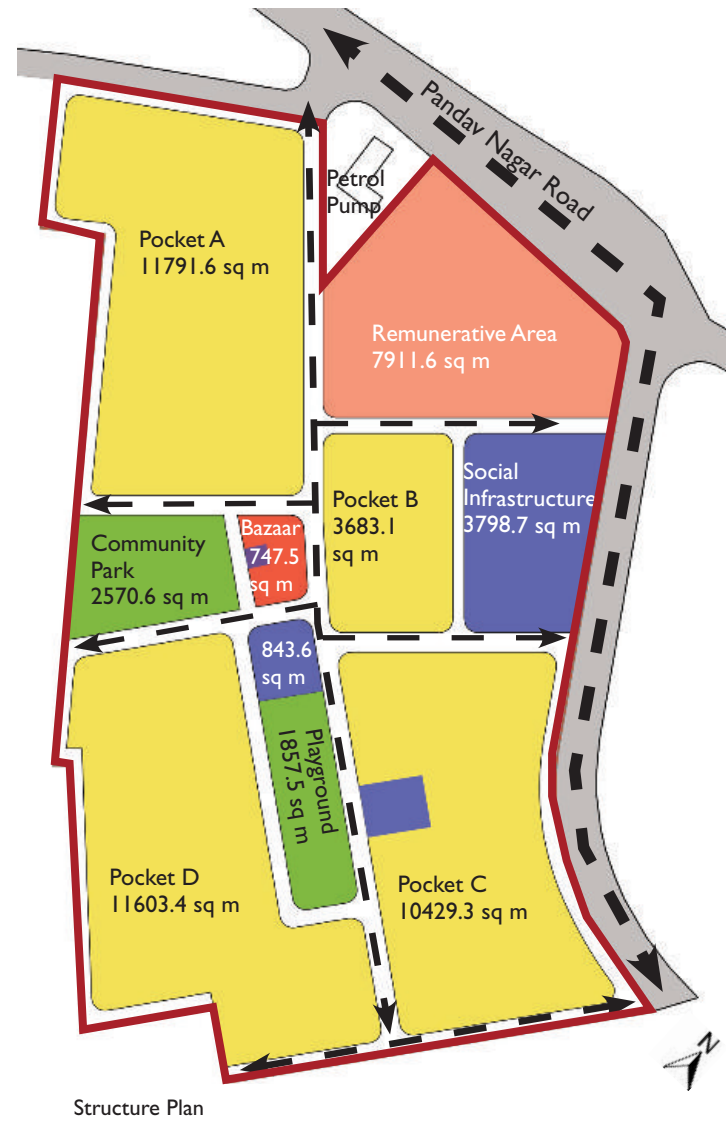 Pandav Nagar Road
Petrol
Pump
Pocket A
11791.6 sq m
Remunerative Area
7911.6 sq m
Pocket B
3683.1
sq m
Social
Infrastructure
3798.7 sq m
Bazaar
747.5
sq m
Community
Park
2570.6 sq m
843.6
sq m
Playground
1857.5 sq m
Pocket D
11603.4 sq m
Pocket C
10429.3 sq m
N
Structure Plan